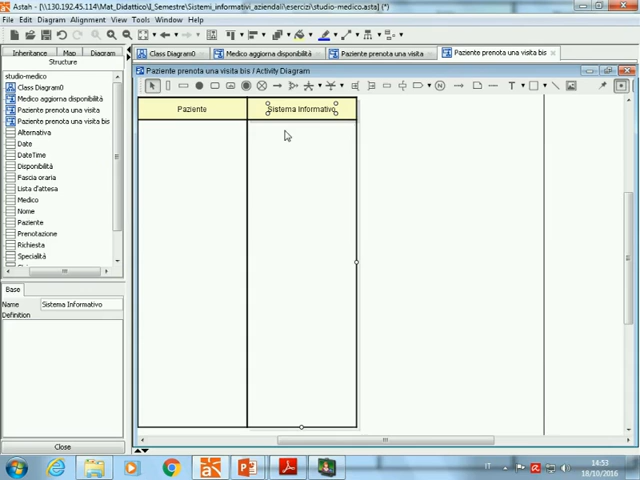 Astah - [\\130.192.45.114\Mat_Didattico\I_Semestre\Sistemi_informativi_aziendali\esercizi\studio-medico.asta] (*)
File Edit Diagram Alignment View Tools Window Help
Inheritance Map Diagram
Structure
studio-medico
Class Diagram0
Medico aggiorna disponibilità
Paziente prenota una visita
Paziente prenota una visita bis
Alternativa
Date
DateTime
Disponibilità
Fascia oraria
Lista d'attesa
Medico
Nome
Paziente
Prenotazione
Richiesta
Specialità
Base
Name Sistema Informativo
Definition
Close
Class Diagram0 Medico aggiorna disponibilità Paziente prenota una visita Paziente prenota una visita bis
Paziente prenota una visita bis / Activity Diagram
Paziente Sistema Informativo
IT
14:53
18/10/2016